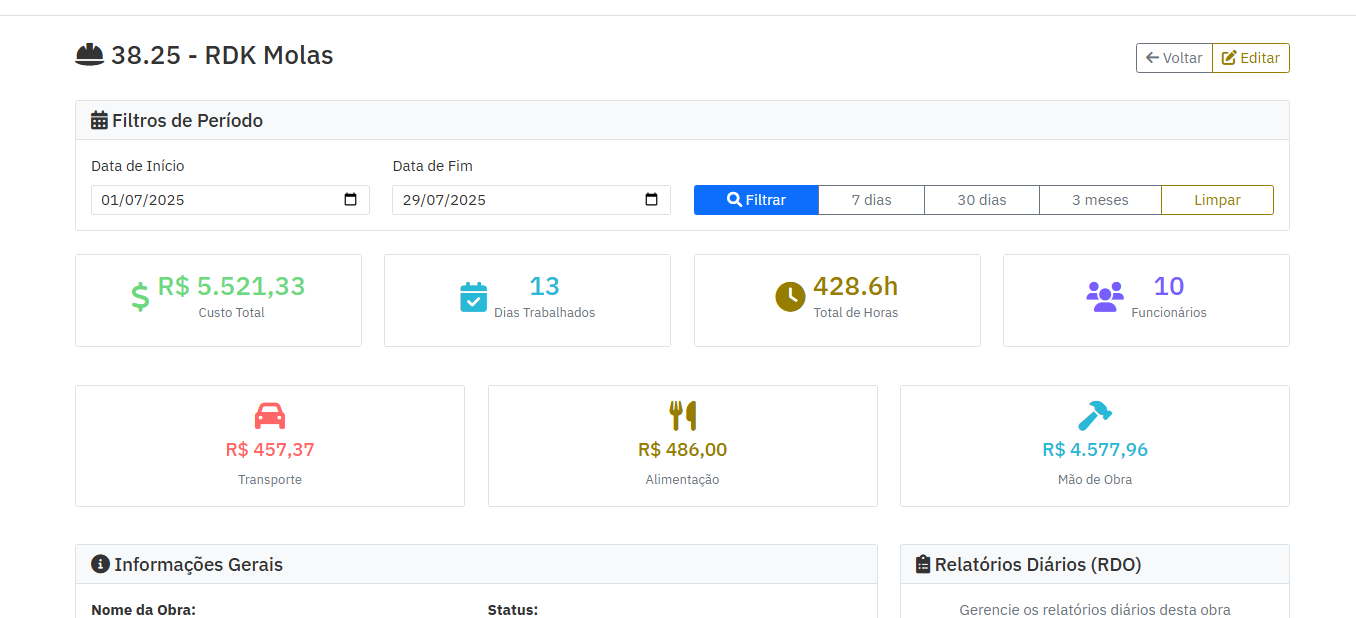 38.25 - RDK Molas
Voltar
Editar
Filtros de Período
Data de Início
Data de Fim
01/07/2025
29/07/2025
Filtrar
7 dias
30 dias
3 meses
Limpar
R$ 5.521,33
Custo Total
13
Dias Trabalhados
428.6h
Total de Horas
10
Funcionários
R$ 457,37
Transporte
R$ 486,00
Alimentação
R$ 4.577,96
Mão de Obra
Informações Gerais
Nome da Obra:
Status:
Relatórios Diários (RDO)
Gerencie os relatórios diários desta obra